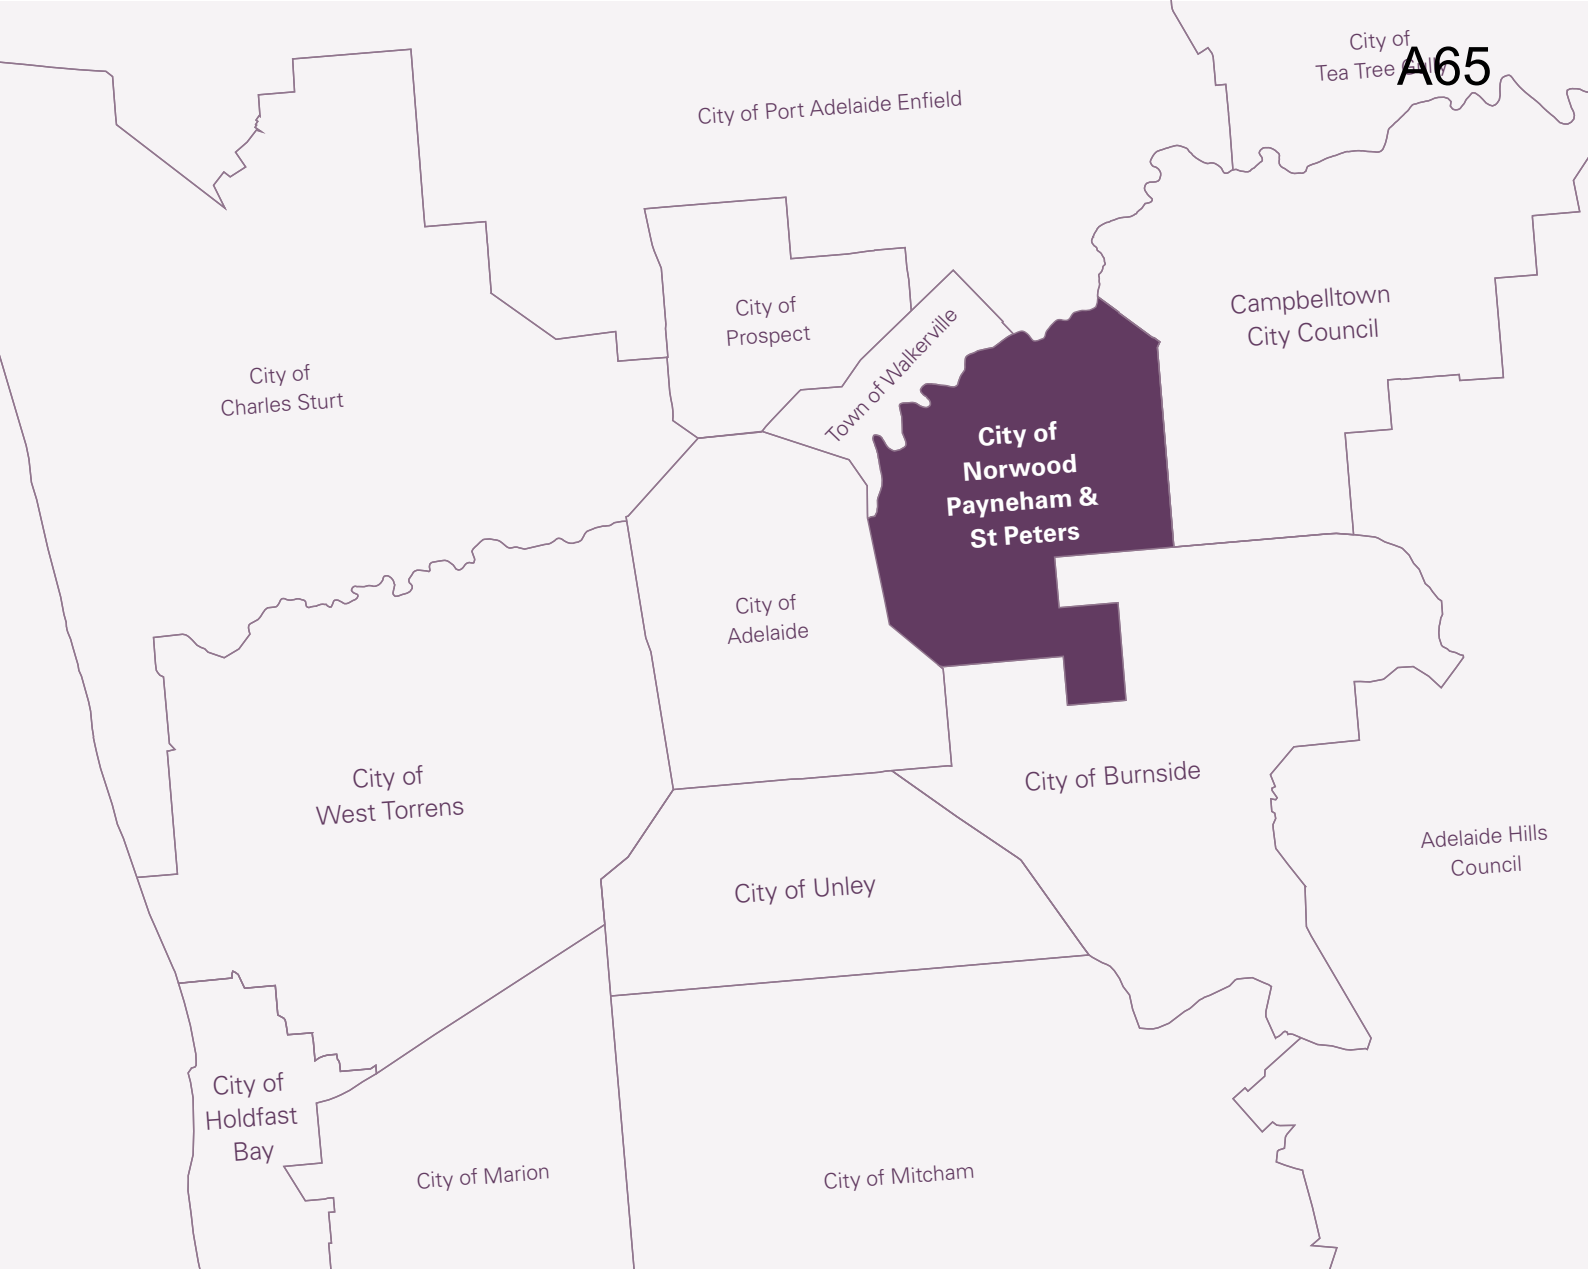 City of
Tea Tree
A65
City of Port Adelaide Enfield
City of
Prospect
Town of Walkerville
Campbelltown
City Council
City of
Charles Sturt
City of
Norwood
Payneham &
St Peters
City of
Adelaide
City of
West Torrens
City of Burnside
Adelaide Hills
Council
City of Unley
City of
Holdfast
Bay
City of Marion
City of Mitcham